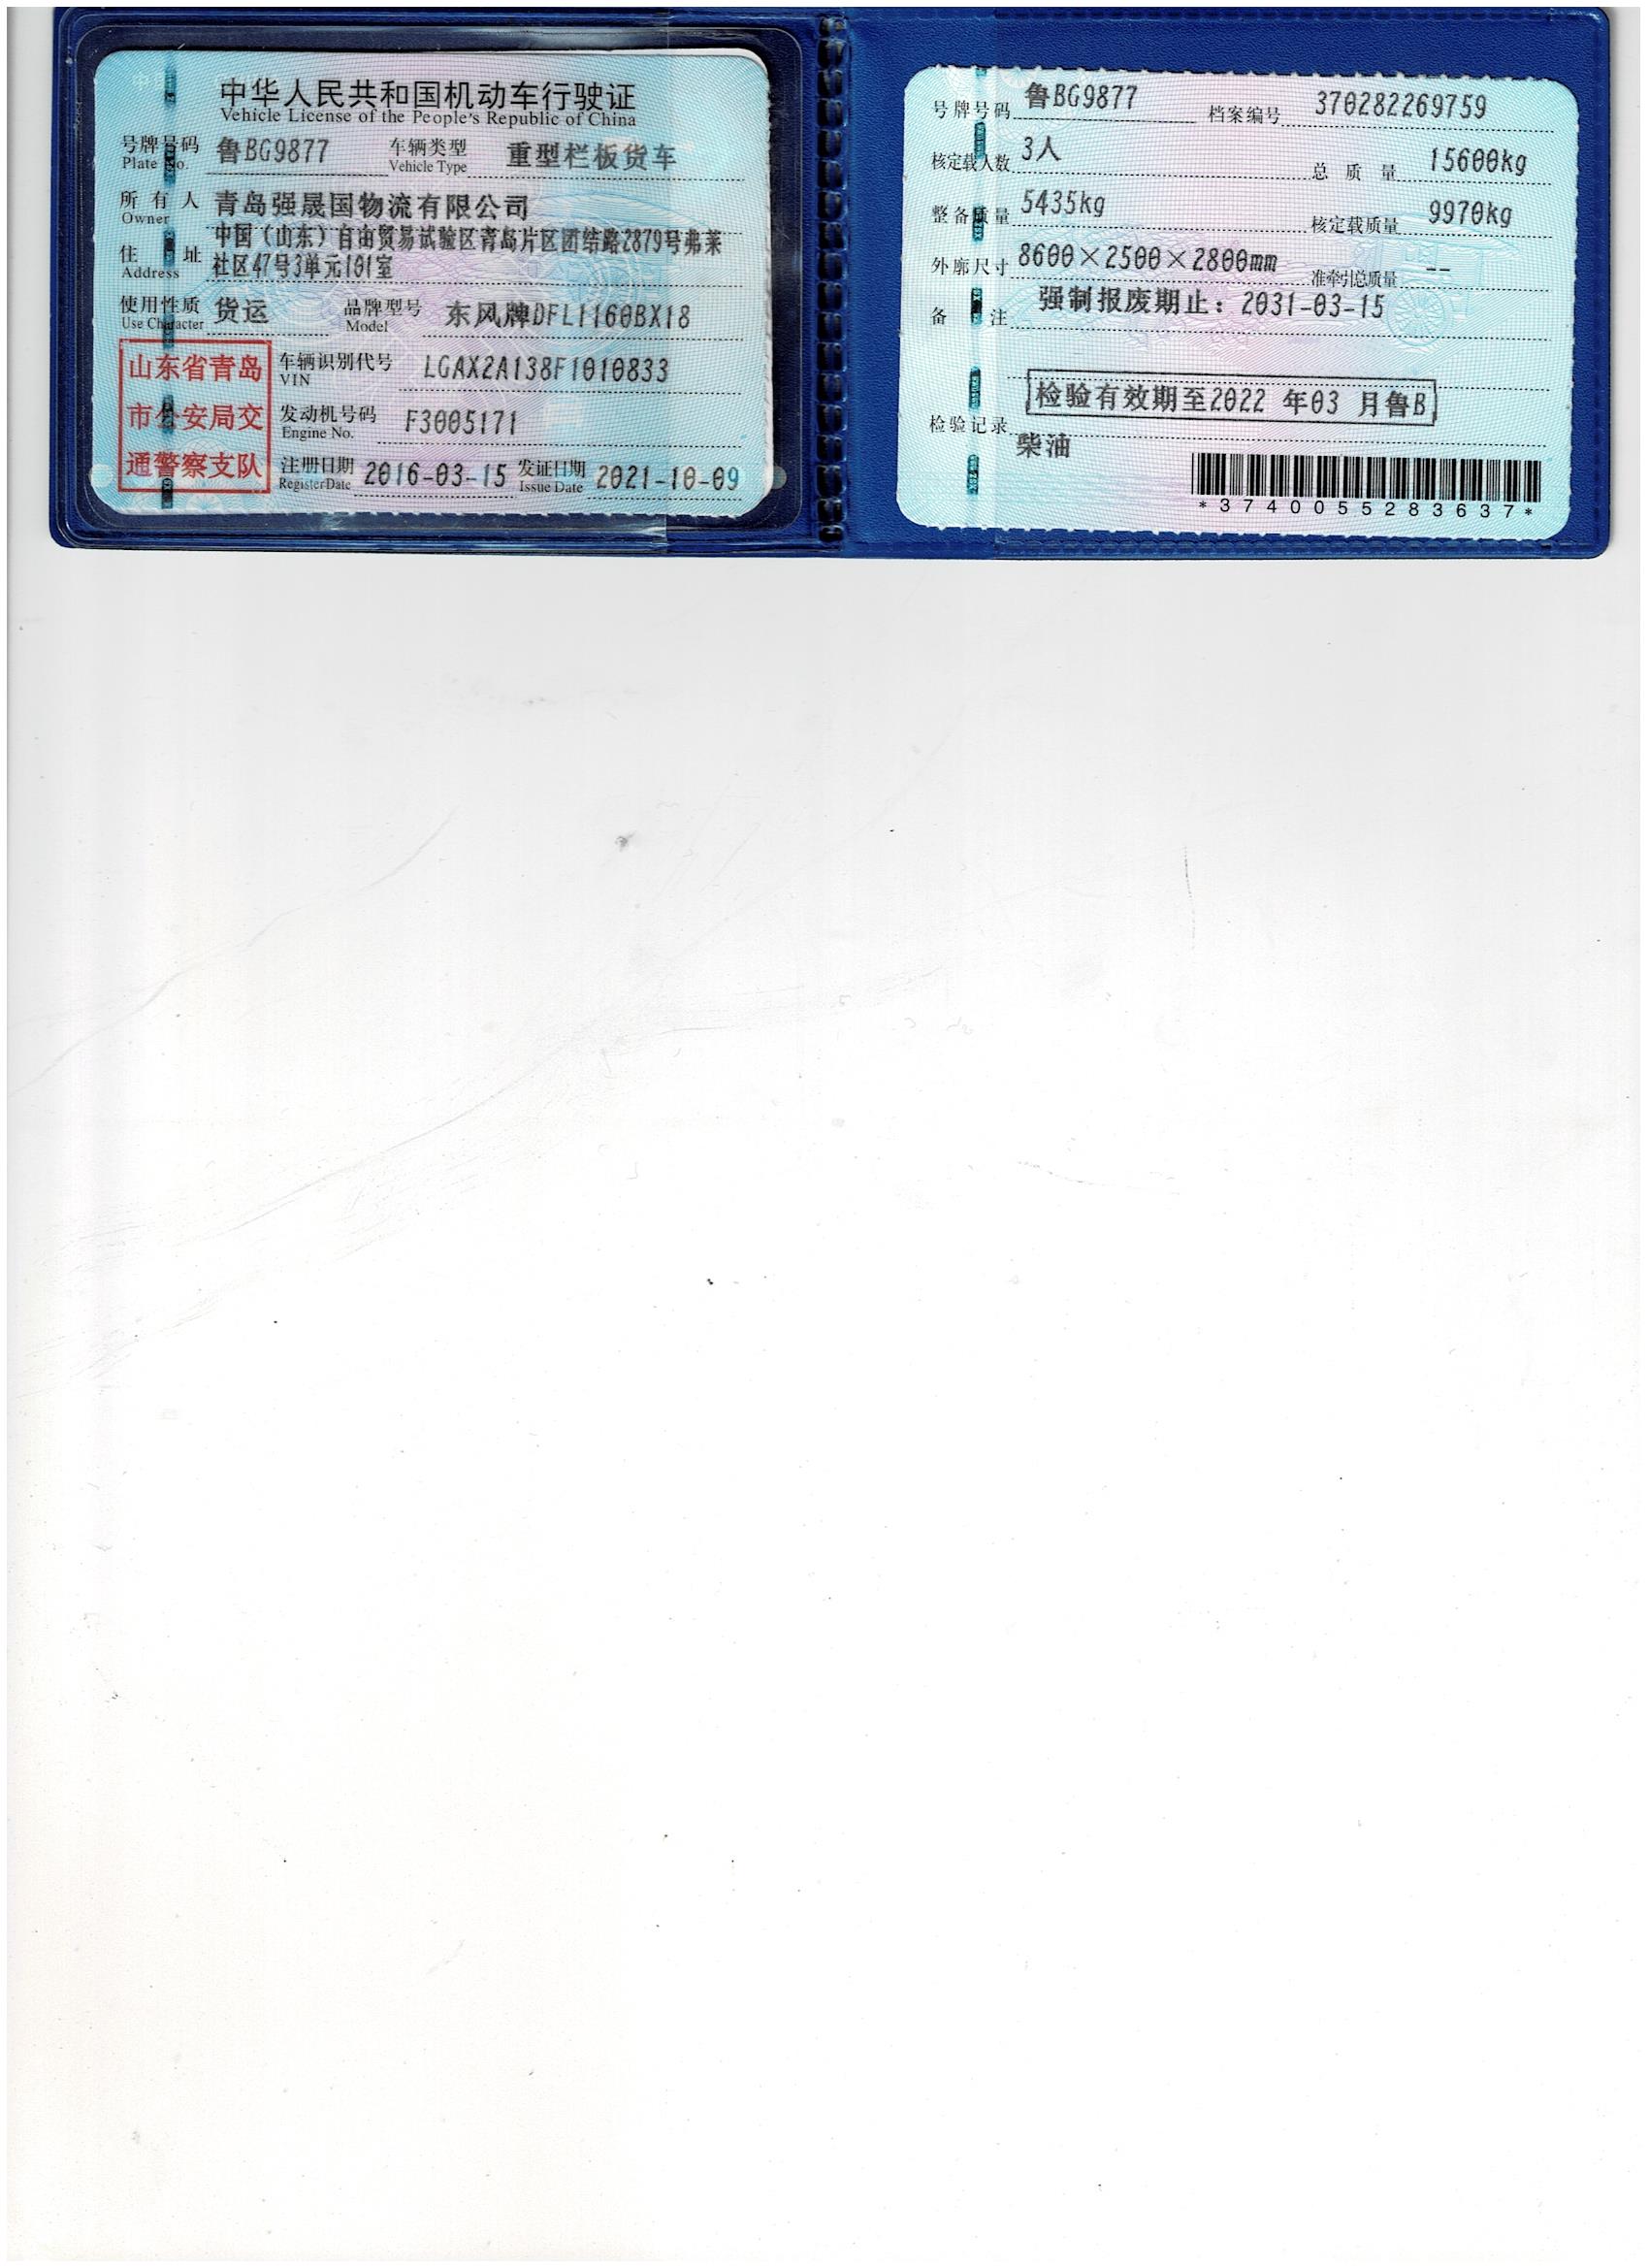 中华人民共和国机动车行驶证
Vehicle License of the People's Republic of China
号牌号码 鲁BG9877 车辆类型 重型栏板货车
Plate No. Vehicle Type
所有人 青岛强晟国物流有限公司
Owner
中国（山东）自由贸易试验区青岛片区团结路2879号弗莱
住址 社区47号3单元101室
Address
使用性质 货运 品牌型号 东风牌DFL1160BX18
Use Character Model
山东省青岛
市公安局交
通警察支队
车辆识别代号 LGAX2A138F1010833
VIN
发动机号码 F3005171
Engine No.
注册日期 2016-03-15 发证日期 2021-10-09
Register Date Issue Date
号牌号码 鲁BG9877 档案编号 370282269759
核定载人数 3人 总质量 15600kg
整备质量 5435kg 核定载质量 9970kg
外廓尺寸 8600×2500×2800mm 准牵引总质量 --
备注 强制报废期止：2031-03-15
检验有效期至2022 年03 月鲁B
检验记录
柴油
*3740055283637*